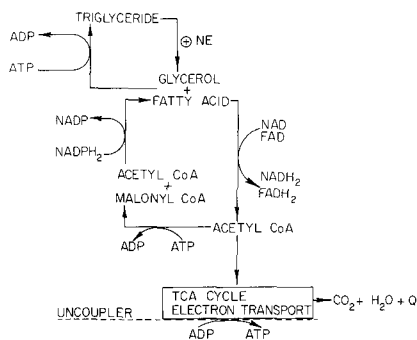 TRIGLYCERIDE
ADP
⊕ NE
ATP
GLYCEROL
+
FATTY ACID
NADP
NAD
FAD
NADPH2
ACETYL CoA
+
MALONYL CoA
NADH2
FADH2
ACETYL CoA
ADP ATP
TCA CYCLE
ELECTRON TRANSPORT
CO2 + H2O + Q
UNCOUPLER
ADP ATP